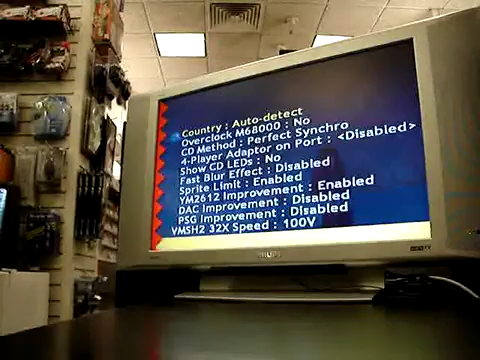 Country : Auto-detect
Overclock M68000 : No
CD Method : Perfect Synchro
4-Player Adaptor on Port : <Disabled>
Show CD LEDs : No
Fast Blur Effect : Disabled
Sprite Limit : Enabled
YM2612 Improvement : Enabled
DAC Improvement : Disabled
PSG Improvement : Disabled
VMSH2 32X Speed : 100%
PHILIPS